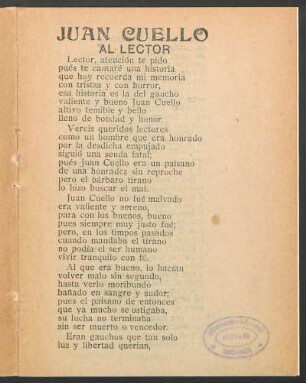 JUAN CUELLO
AL LECTOR
Lector, atención te pido
pués te cantaré una historia
que hoy recuerda mi memoria
con tristza y con horror,
esa historia es la del gaucho
valiente y bueno Juan Cuello
altivo temible y bello
lleno de bondad y honor.
Vereis queridos lectores
como un hombre que era honrado
por la desdicha empujado
siguió una senda fatal;
pués Juan Cuello era un paisano
de una honradez sin reproche
pero el bárbaro tirano
lo hizo buscar el mal.
Juan Cuello no fué malvado
era valiente y sereno,
para con los buenos, bueno
pues siempre muy justo fué;
pero, en los timpos pasados
cuando mandaba el tirano
no podía el ser humano
vivir tranquilo con fé.
Al que era bueno, lo hacían
volver malo sin segundo,
hasta verlo moribundo
bañado en sangre y sudor;
pues el paisano de entonces
que ya mucho se ostigaba,
su lucha no terminaba
sin ser muerto o vencedor.
Eran gauchos que tan solo
luz y libertad querían,